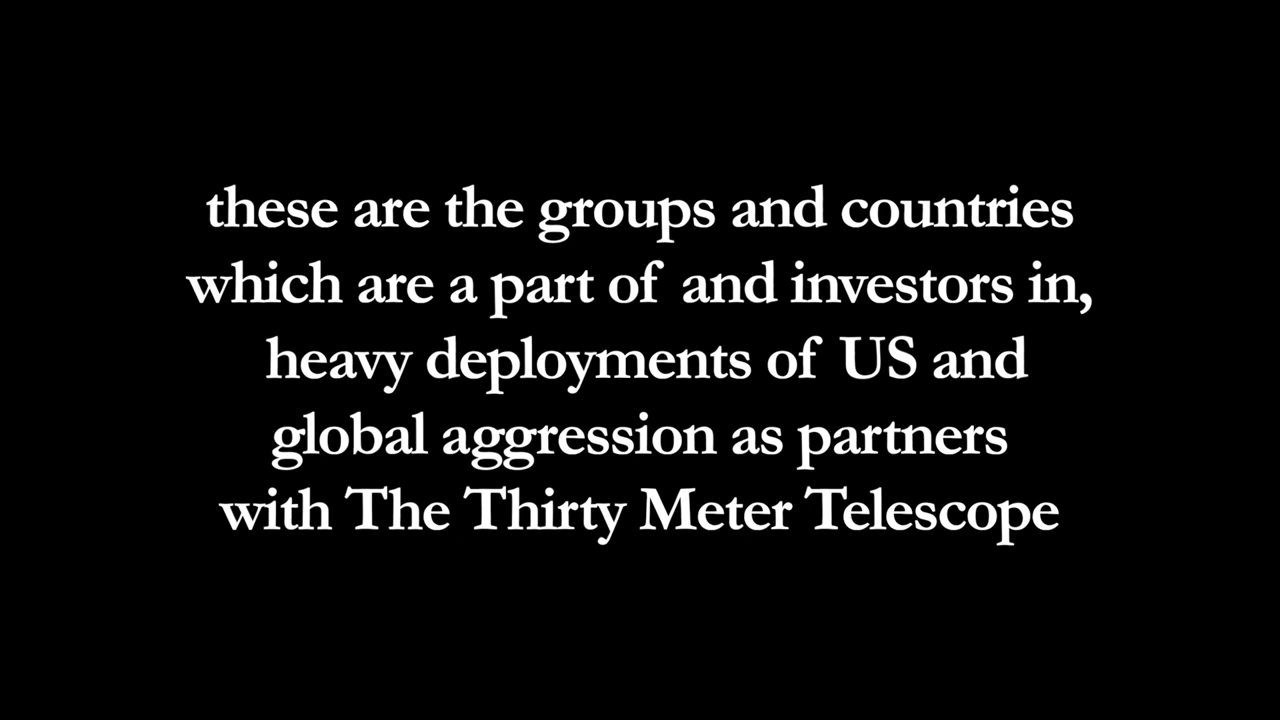 these are the groups and countries
which are a part of and investors in,
heavy deployments of US and
global aggression as partners
with The Thirty Meter Telescope